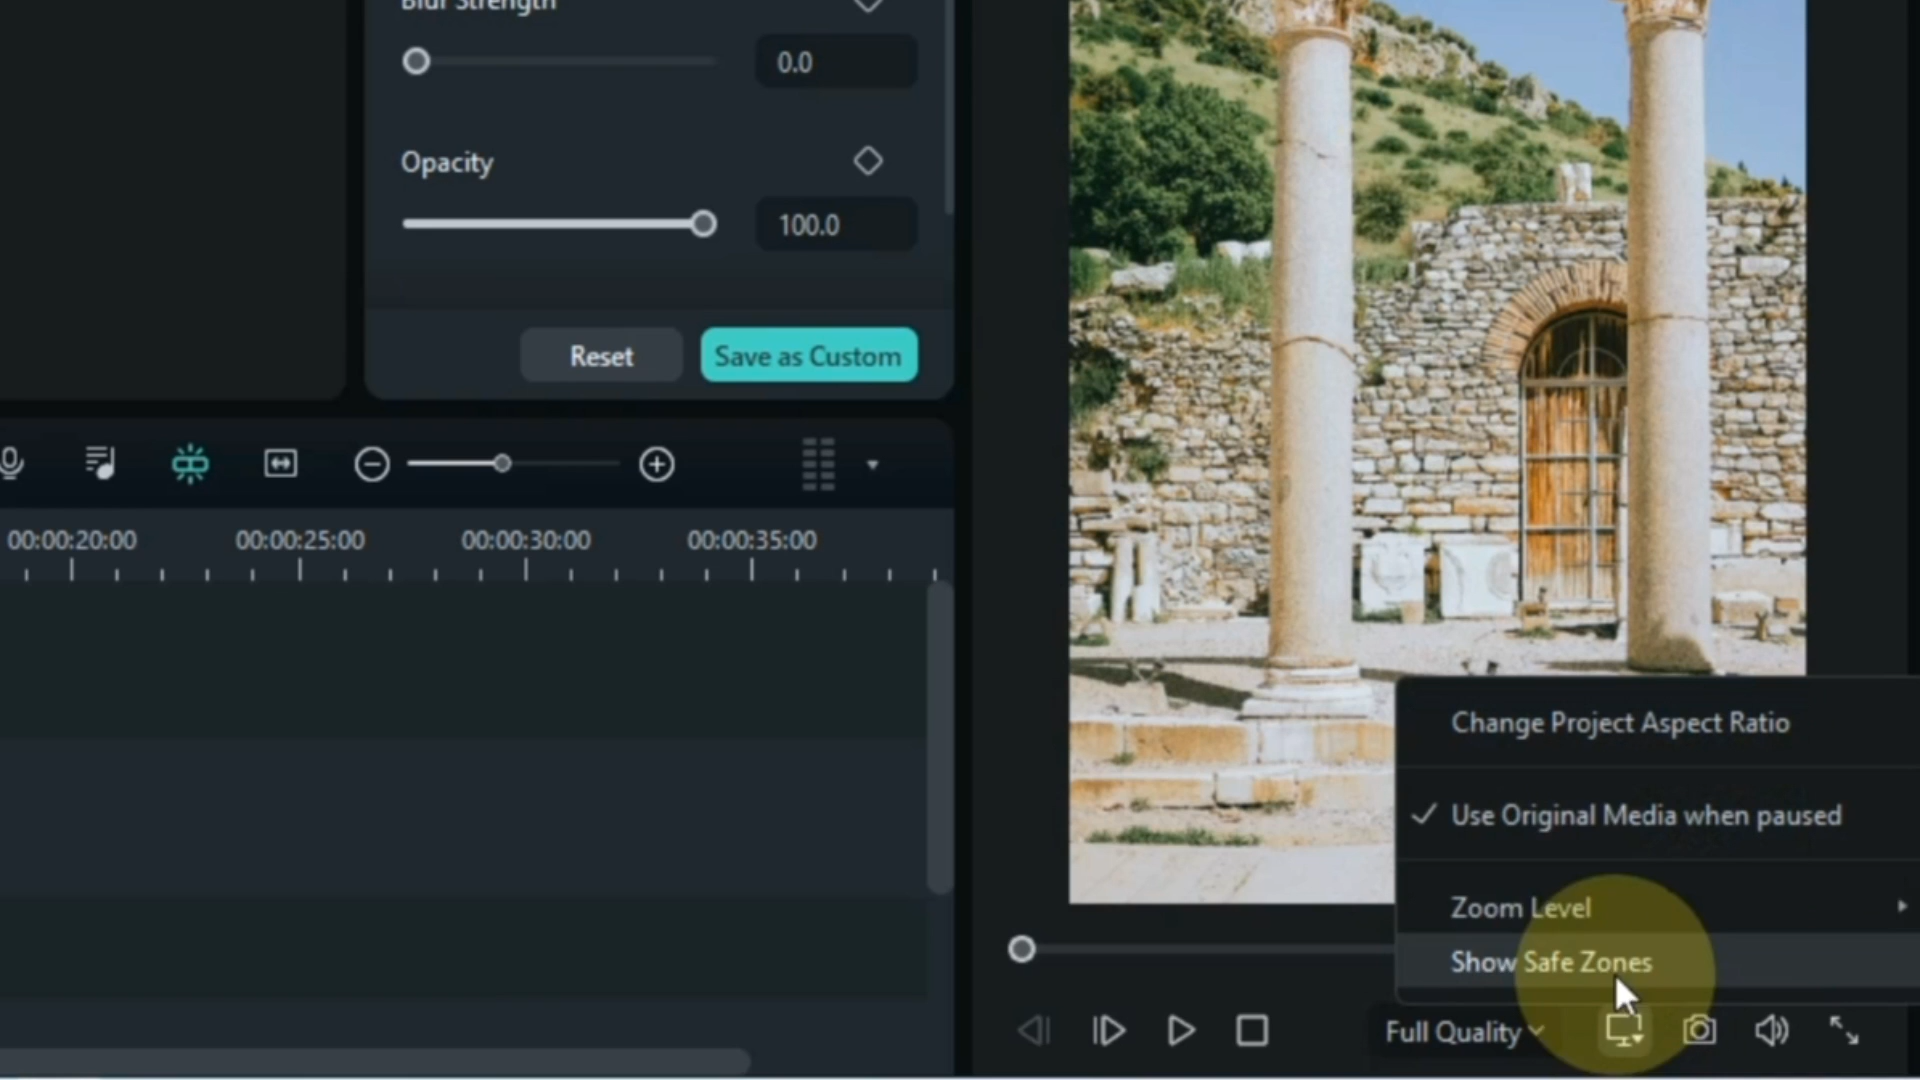 Blur Strength
0.0
Opacity
100.0
Reset
Save as Custom
00:00:20:00
00:00:25:00
00:00:30:00
00:00:35:00
Change Project Aspect Ratio
Use Original Media when paused
Zoom Level
Show Safe Zones
Full Quality